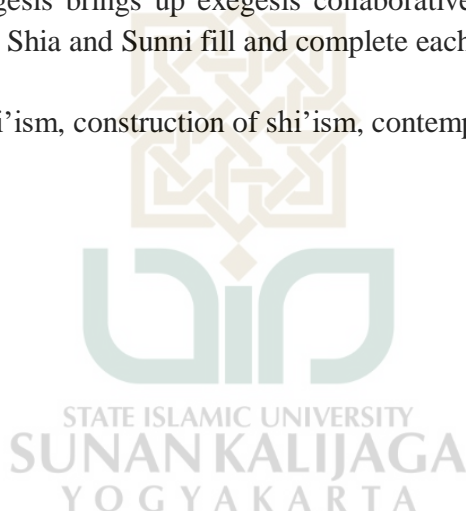 egesis brings up exegesis collaborative
Shia and Sunni fill and complete each
i’ism, construction of shi’ism, contemp
STATE ISLAMIC UNIVERSITY
SUNAN KALIJAGA
YOGYAKARTA